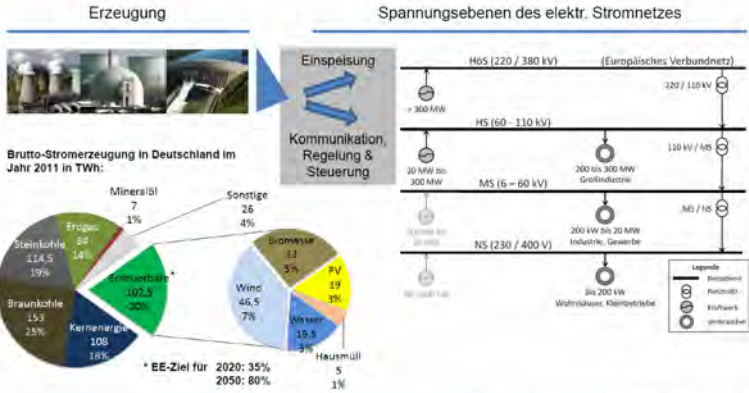 Erzeugung
Spannungsebenen des elektr. Stromnetzes
Einspeisung
Kommunikation,
Regelung &
Steuerung
HöS (220 / 380 kV)
(Europäisches Verbundnetz)
> 300 MW
220 / 110 kV
HS (60 - 110 kV)
20 MW bis
300 MW
200 bis 300 MW
Großindustrie
110 kV / MS
MS (6 – 60 kV)
200 kW bis 20 MW
Industrie, Gewerbe
MS / NS
NS (230 / 400 V)
Bis 200 kW
Wohnhäuser, Kleinbetriebe
Legende
Netzebene
Kraftwerk
Verbraucher
Brutto-Stromerzeugung in Deutschland im
Jahr 2011 in TWh:
Mineralöl
7
1%
Sonstige
26
4%
Erdgas
84
14%
Steinkohle
114,5
19%
Braunkohle
153
25%
Kernenergie
108
18%
Erneuerbare*
102,5
20%
Biomasse
32
5%
PV
19
3%
Wind
46,5
7%
Wasser
19,5
3%
Hausmüll
5
1%
* EE-Ziel für 2020: 35%
2050: 80%